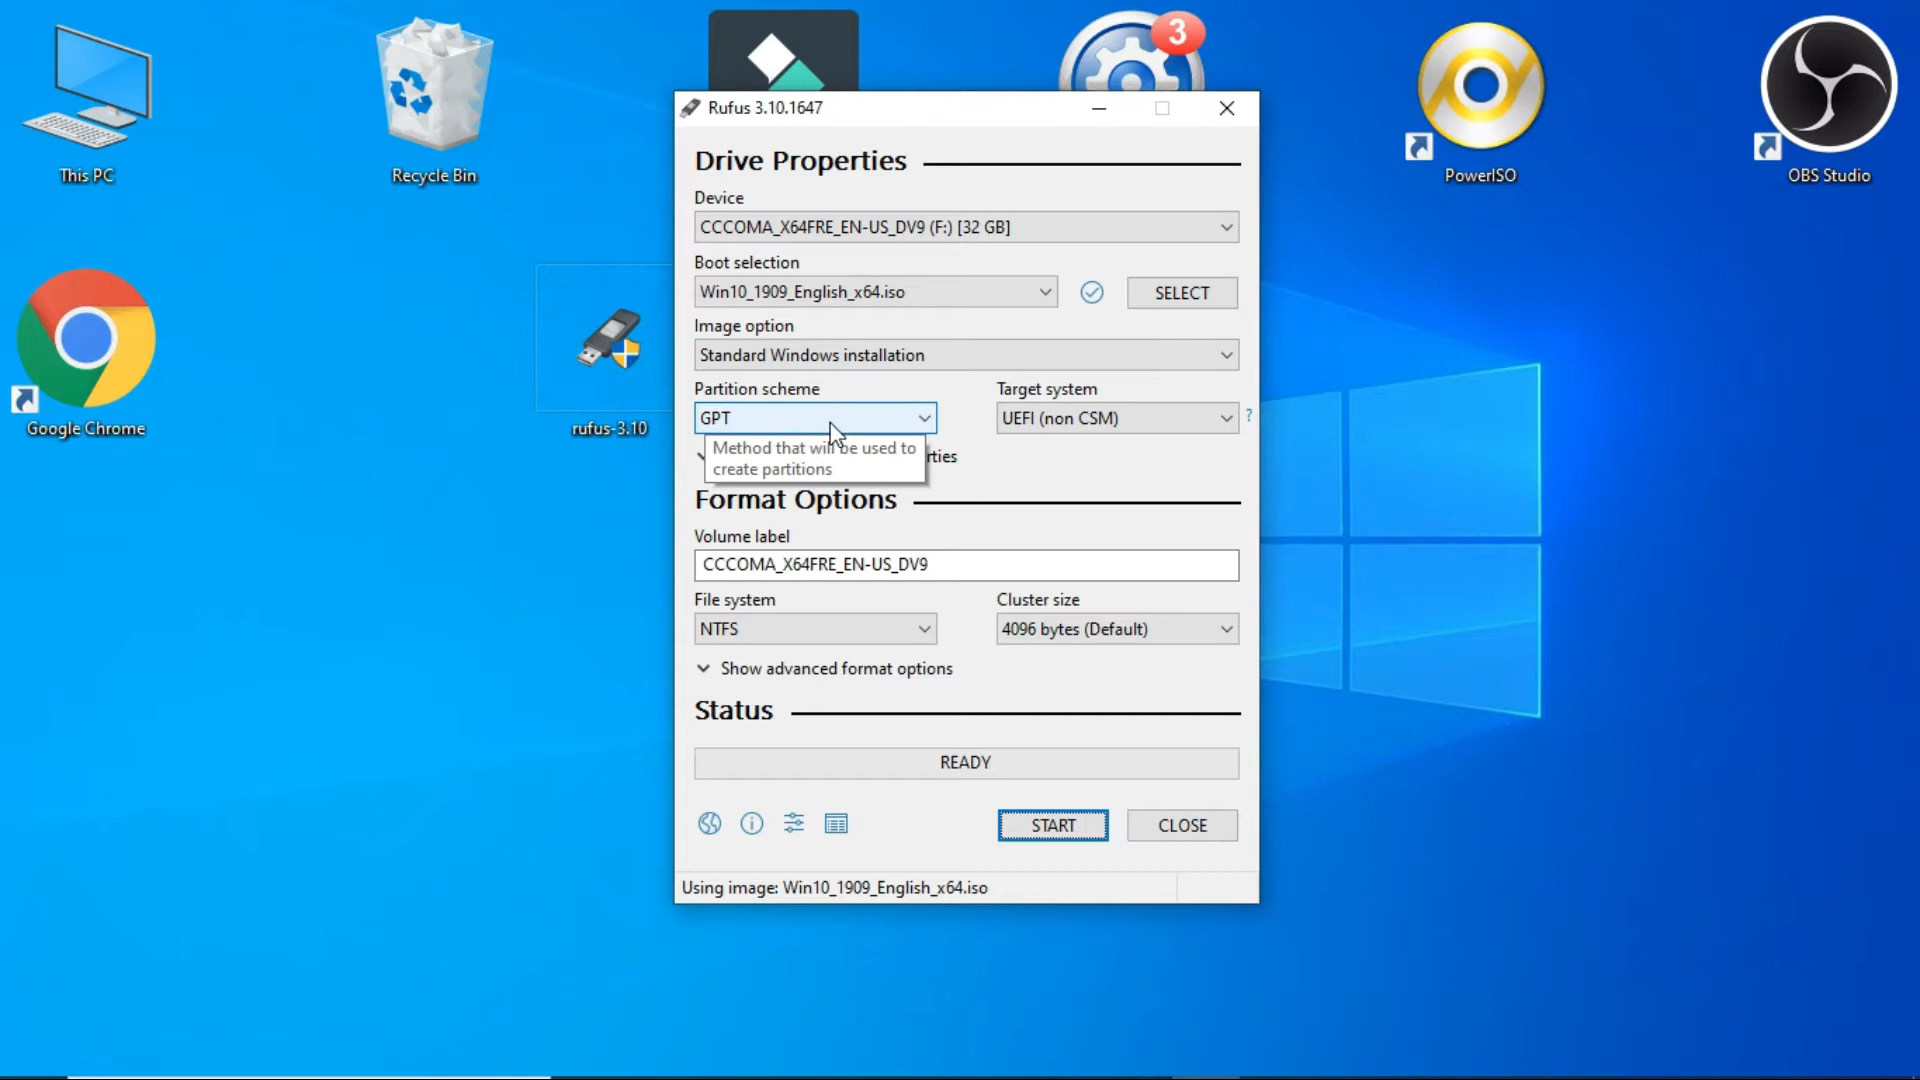 3
This PC
Recycle Bin
PowerISO
OBS Studio
Google Chrome
rufus-3.10
Rufus 3.10.1647
Drive Properties
Device
CCCOMA_X64FRE_EN-US_DV9 (F:) [32 GB]
Boot selection
Win10_1909_English_x64.iso
SELECT
Image option
Standard Windows installation
Partition scheme
Target system
GPT
UEFI (non CSM)
?
Method that will be used to
create partitions
rties
Format Options
Volume label
CCCOMA_X64FRE_EN-US_DV9
File system
Cluster size
NTFS
4096 bytes (Default)
Show advanced format options
Status
READY
START
CLOSE
Using image: Win10_1909_English_x64.iso